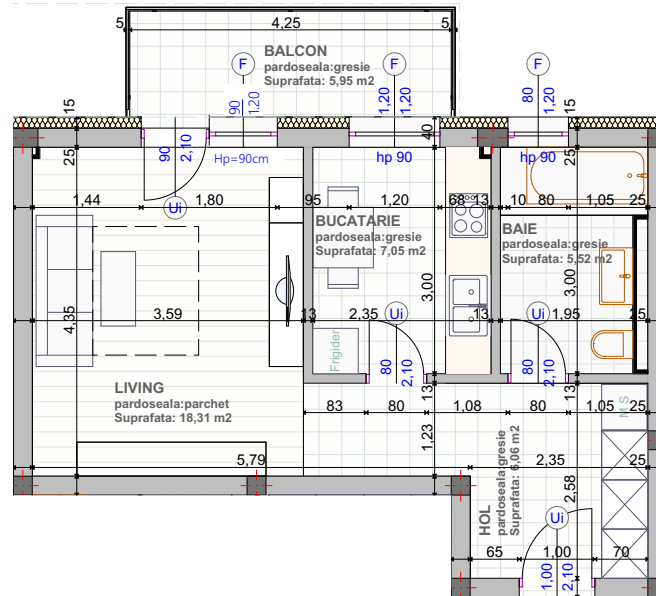 5 4,25 5
BALCON
pardoseala:gresie
Suprafata: 5,95 m2
F F F
90 1,20
1,20 1,20
80 1,20
15 15
25 40 25
90 2,10
Hp=90cm
hp 90
hp 90
1,44 1,80 95 1,20 68 13 10 80 1,05 25
Ui
BUCATARIE
pardoseala:gresie
Suprafata: 7,05 m2
BAIE
pardoseala:gresie
Suprafata: 5,52 m2
3,00 3,00
4,35
3,59 13 2,35 Ui 13 Ui 1,95 25
Frigider
80 2,10
80 2,10
LIVING
pardoseala:parchet
Suprafata: 18,31 m2
13 13
83 80 1,08 80 1,05 25
M S
1,23
5,79 2,35 25
HOL
pardoseala:gresie
Suprafata: 6,06 m2
2,58
Ui
65 1,00 70
1,00 2,10